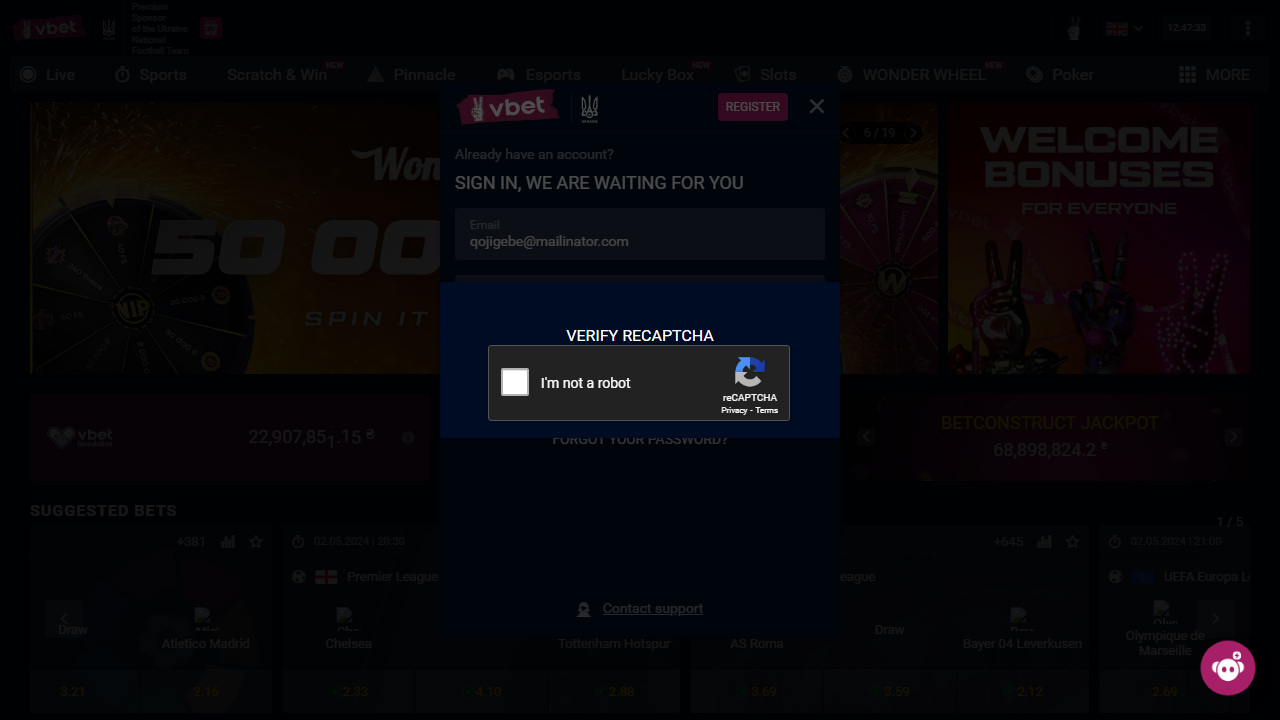 vbet
Premium
Sponsor
of the Ukraine
National
Football Team
12:47:33
Live
Sports
Scratch & Win
NEW
Pinnacle
Esports
Lucky Box
NEW
Slots
WONDER WHEEL
NEW
Poker
MORE
vbet
REGISTER
Already have an account?
SIGN IN, WE ARE WAITING FOR YOU
Email
qojigebe@mailinator.com
VERIFY RECAPTCHA
I'm not a robot
reCAPTCHA
Privacy - Terms
FORGOT YOUR PASSWORD?
Contact support
Won
50 00
SPIN IT
VIP
6 / 19
WELCOME
BONUSES
FOR EVERYONE
vbet
22,907,85 .15 ₴
BETCONSTRUCT JACKPOT
68,898,824.2 ₴
SUGGESTED BETS
1 / 5
+381
02.05.2024 | 20:30
+645
02.05.2024 | 21:00
Premier League
eague
UEFA Europa L
Draw
Atletico Madrid
Chelsea
Tottenham Hotspur
AS Roma
Draw
Bayer 04 Leverkusen
Olympique de
Marseille
3.21
2.16
2.33
4.10
2.88
3.69
3.59
2.12
2.69